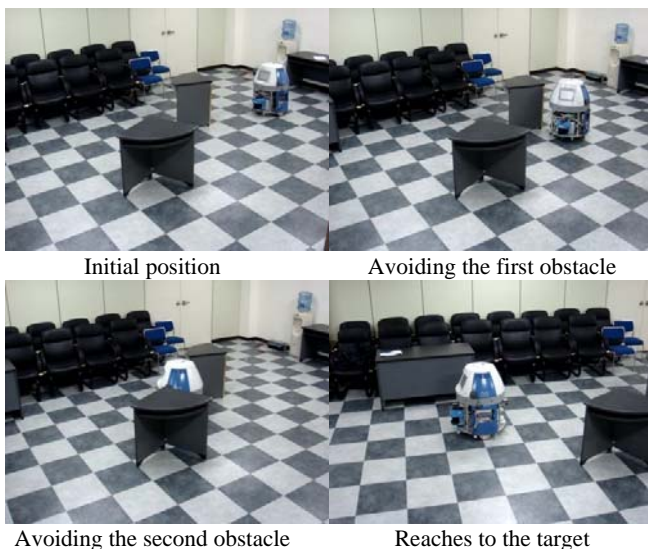 Initial position
Avoiding the first obstacle
Avoiding the second obstacle
Reaches to the target